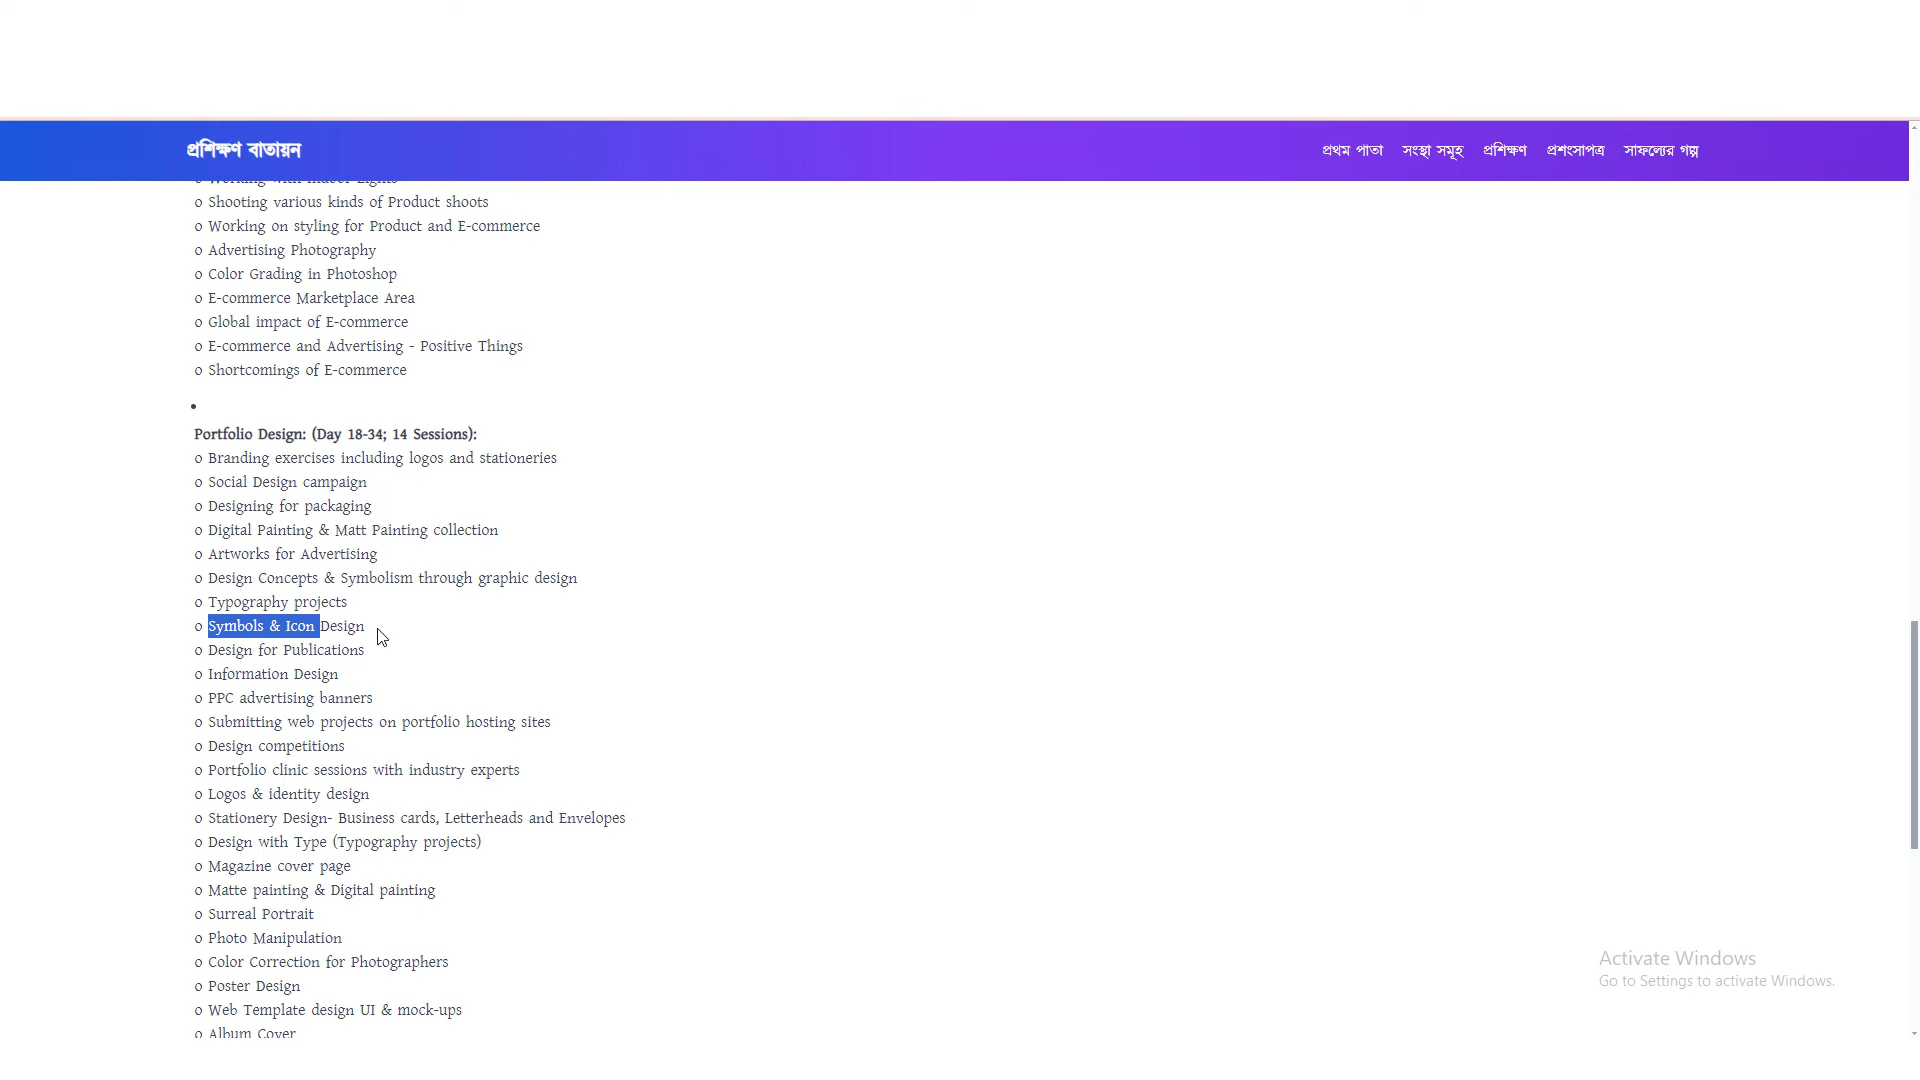 প্রশিক্ষণ বাতায়ন
প্রথম পাতা সংস্থা সমূহ প্রশিক্ষণ প্রশংসাপত্র সাফল্যের গল্প
o Shooting various kinds of Product shoots
o Working on styling for Product and E-commerce
o Advertising Photography
o Color Grading in Photoshop
o E-commerce Marketplace Area
o Global impact of E-commerce
o E-commerce and Advertising - Positive Things
o Shortcomings of E-commerce
•
Portfolio Design: (Day 18-34; 14 Sessions):
o Branding exercises including logos and stationeries
o Social Design campaign
o Designing for packaging
o Digital Painting & Matt Painting collection
o Artworks for Advertising
o Design Concepts & Symbolism through graphic design
o Typography projects
o Symbols & Icon Design
o Design for Publications
o Information Design
o PPC advertising banners
o Submitting web projects on portfolio hosting sites
o Design competitions
o Portfolio clinic sessions with industry experts
o Logos & identity design
o Stationery Design- Business cards, Letterheads and Envelopes
o Design with Type (Typography projects)
o Magazine cover page
o Matte painting & Digital painting
o Surreal Portrait
o Photo Manipulation
o Color Correction for Photographers
o Poster Design
o Web Template design UI & mock-ups
o Album Cover
Activate Windows
Go to Settings to activate Windows.